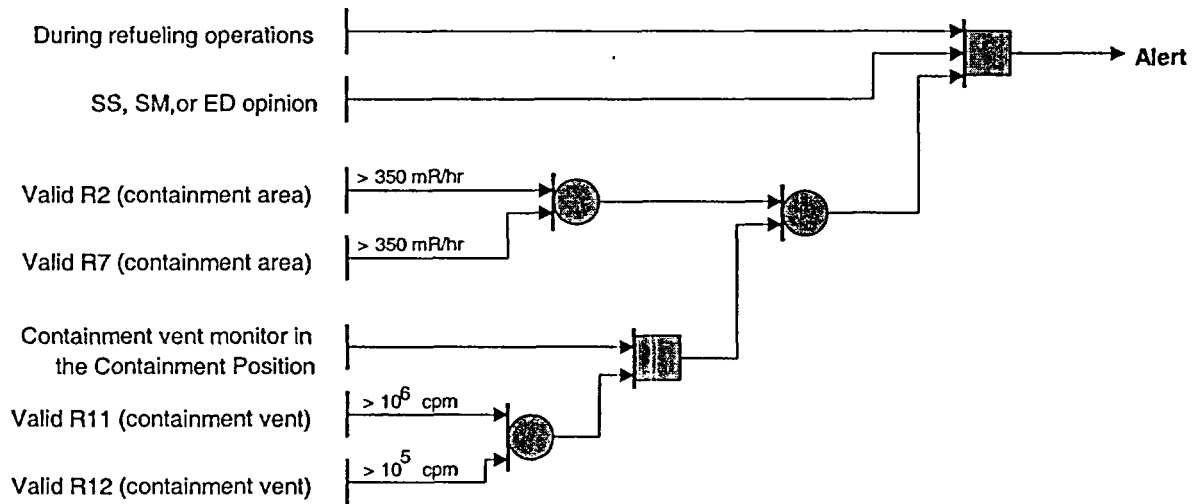 During refueling operations
Alert
SS, SM,or ED opinion
Valid R2 (containment area)
> 350 mR/hr
Valid R7 (containment area)
> 350 mR/hr
Containment vent monitor in
the Containment Position
Valid R11 (containment vent)
> 10^6 cpm
Valid R12 (containment vent)
> 10^5 cpm